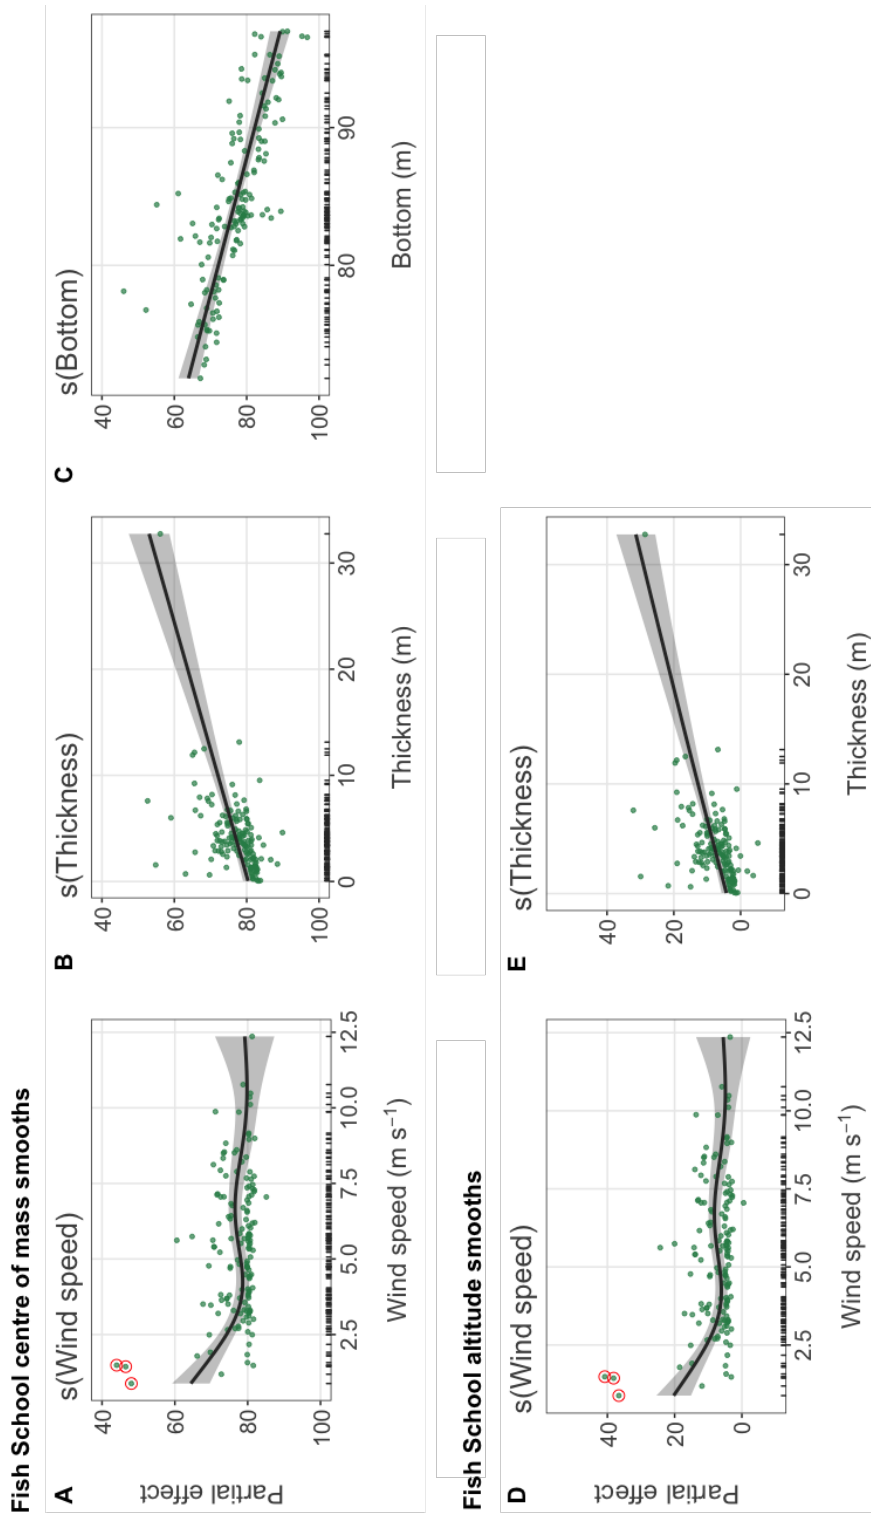 Fish School centre of mass smooths
A
s(Wind speed)
Partial effect
40
60
80
100
2.5
5.0
7.5
10.0
12.5
Wind speed (m s⁻¹)
B
s(Thickness)
40
60
80
100
0
10
20
30
Thickness (m)
C
s(Bottom)
40
60
80
100
80
90
Bottom (m)
Fish School altitude smooths
D
s(Wind speed)
Partial effect
40
20
0
2.5
5.0
7.5
10.0
12.5
Wind speed (m s⁻¹)
E
s(Thickness)
40
20
0
0
10
20
30
Thickness (m)